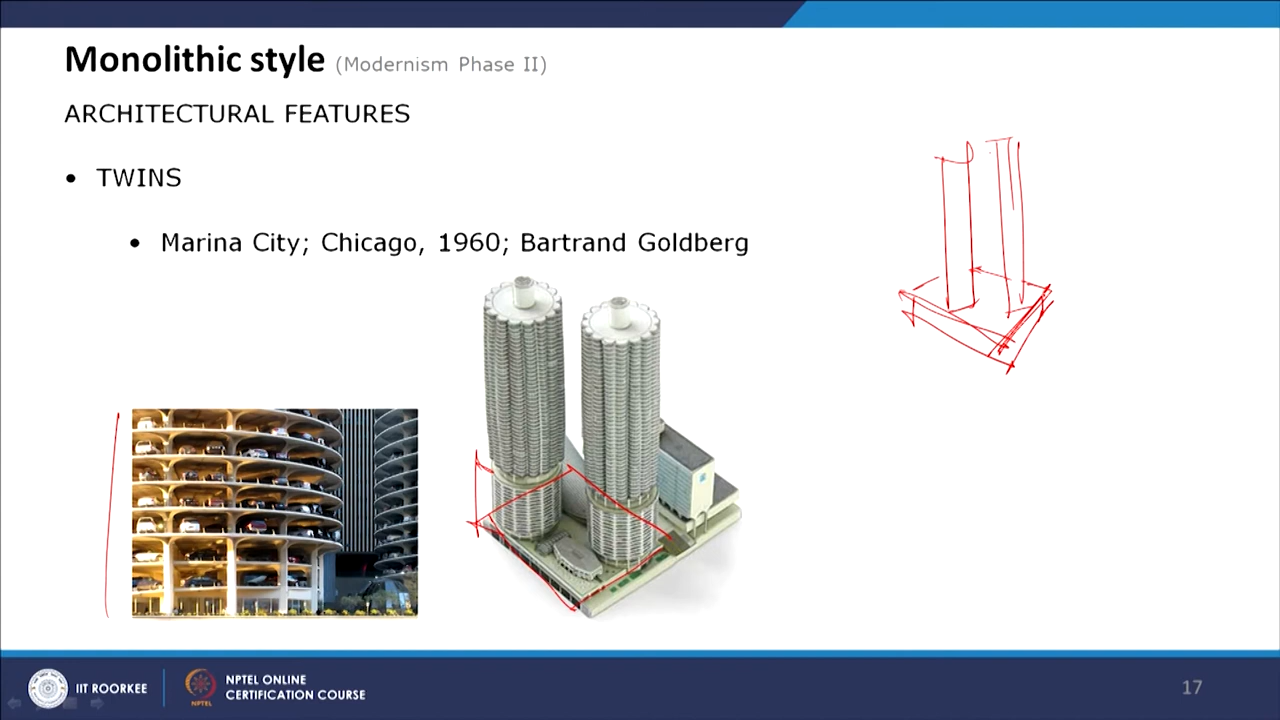 Monolithic style (Modernism Phase II)
ARCHITECTURAL FEATURES
• TWINS
• Marina City; Chicago, 1960; Bartrand Goldberg
IIT ROORKEE
NPTEL
NPTEL ONLINE
CERTIFICATION COURSE
17